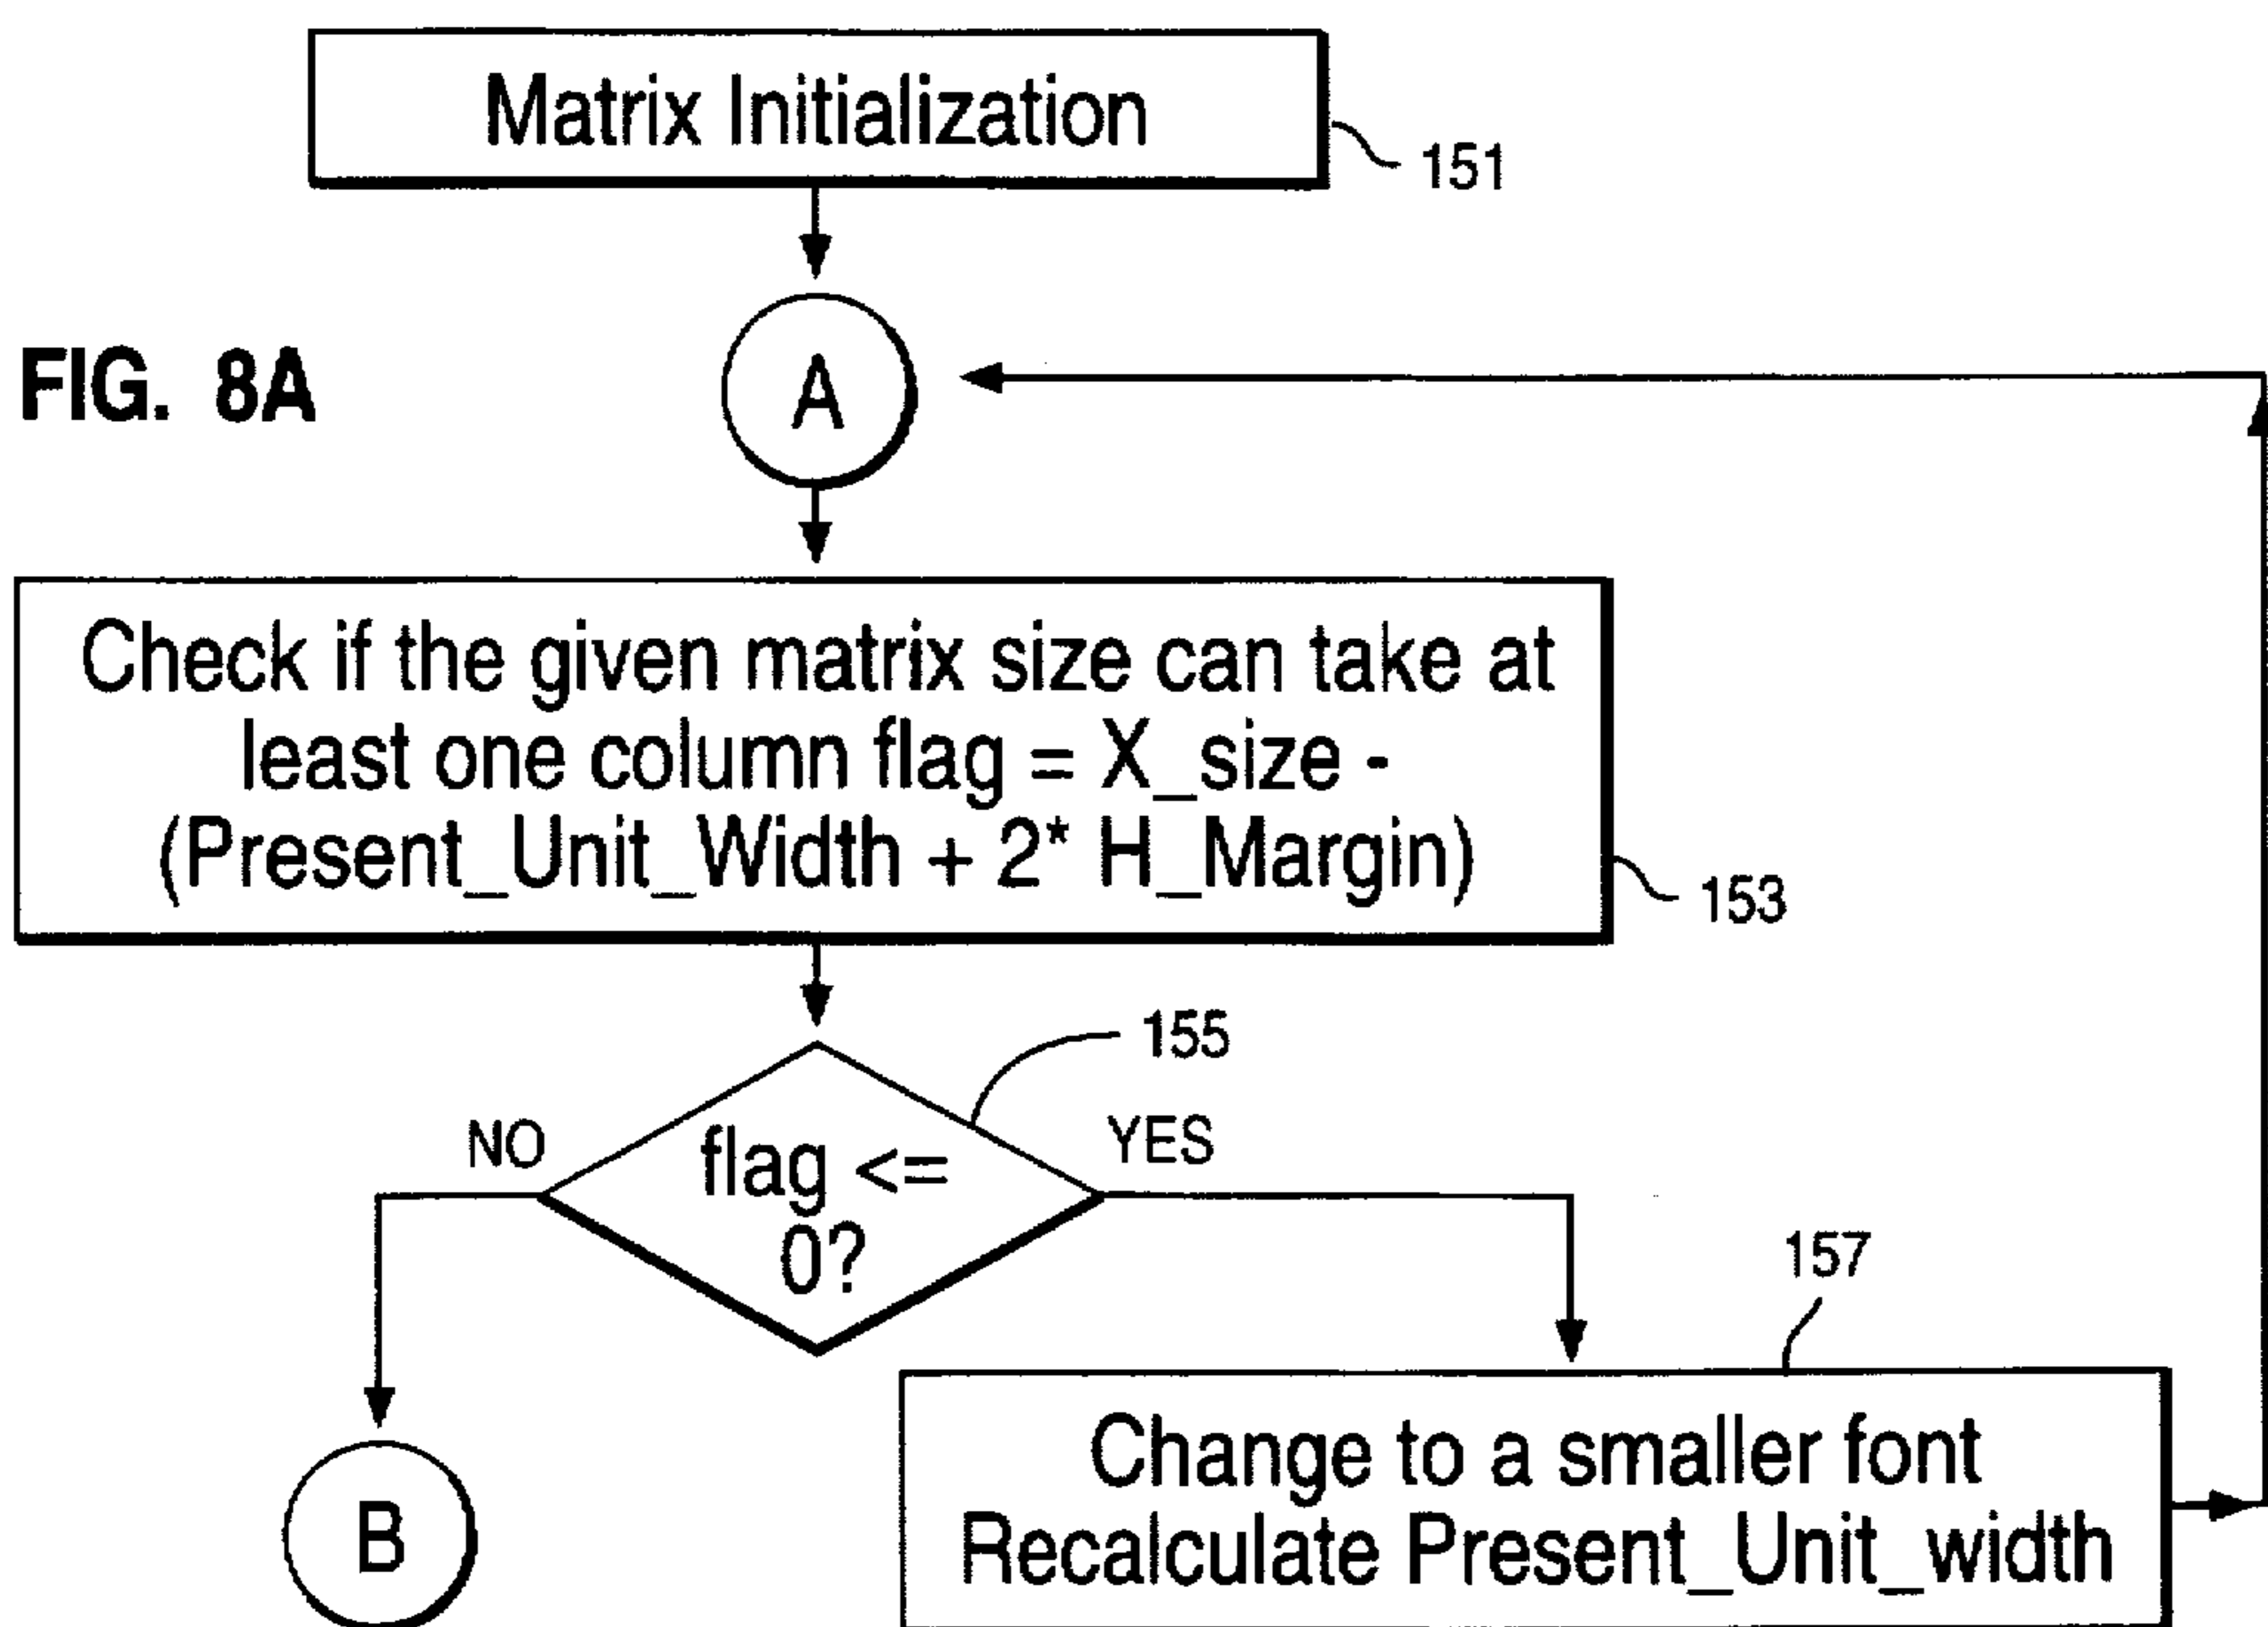 Matrix Initialization
151
FIG. 8A
A
Check if the given matrix size can take at
least one column flag = X_size -
(Present_Unit_Width + 2* H_Margin)
153
155
NO
YES
flag <=
0?
157
Change to a smaller font
Recalculate Present_Unit_width
B